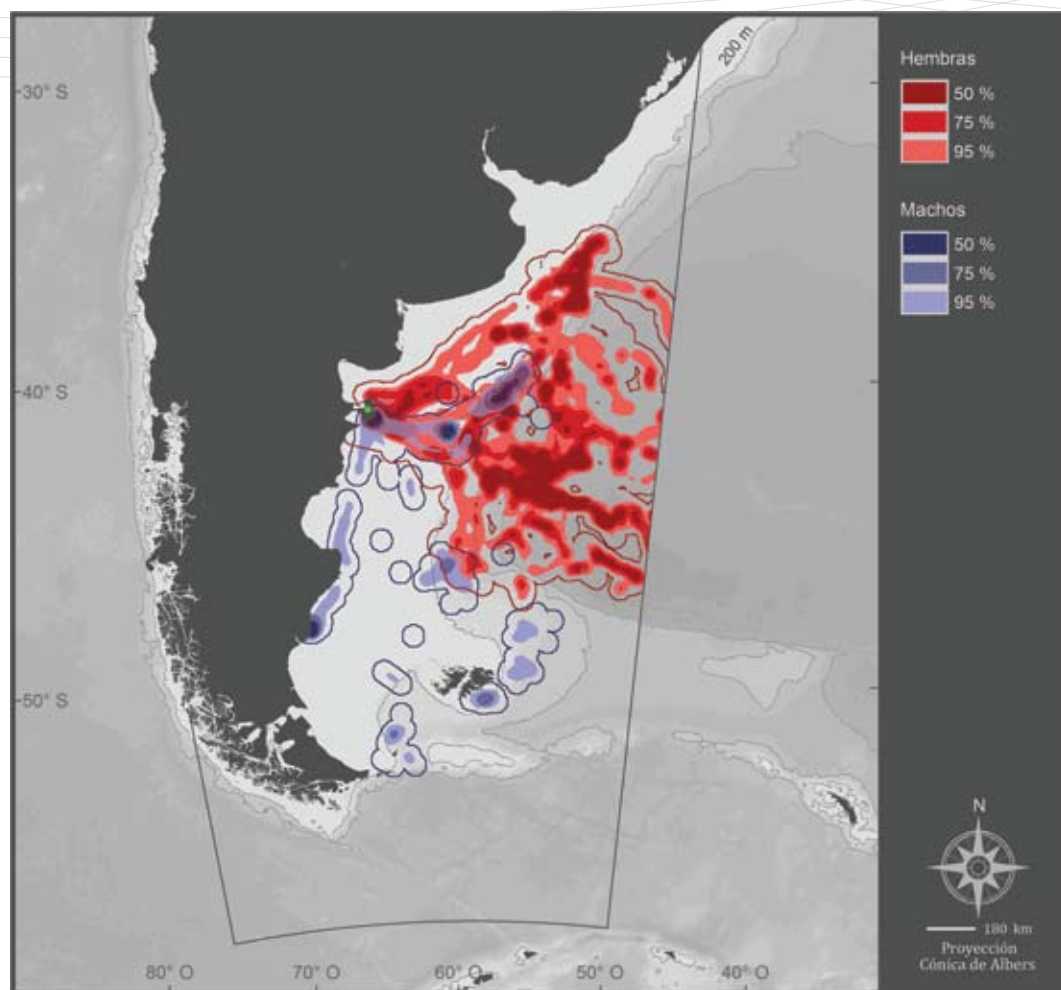 200 m
30° S
40° S
50° S
80° O
70° O
60° O
50° O
40° O
Hembras
50 %
75 %
95 %
Machos
50 %
75 %
95 %
N
180 km
Proyección
Cónica de Albers